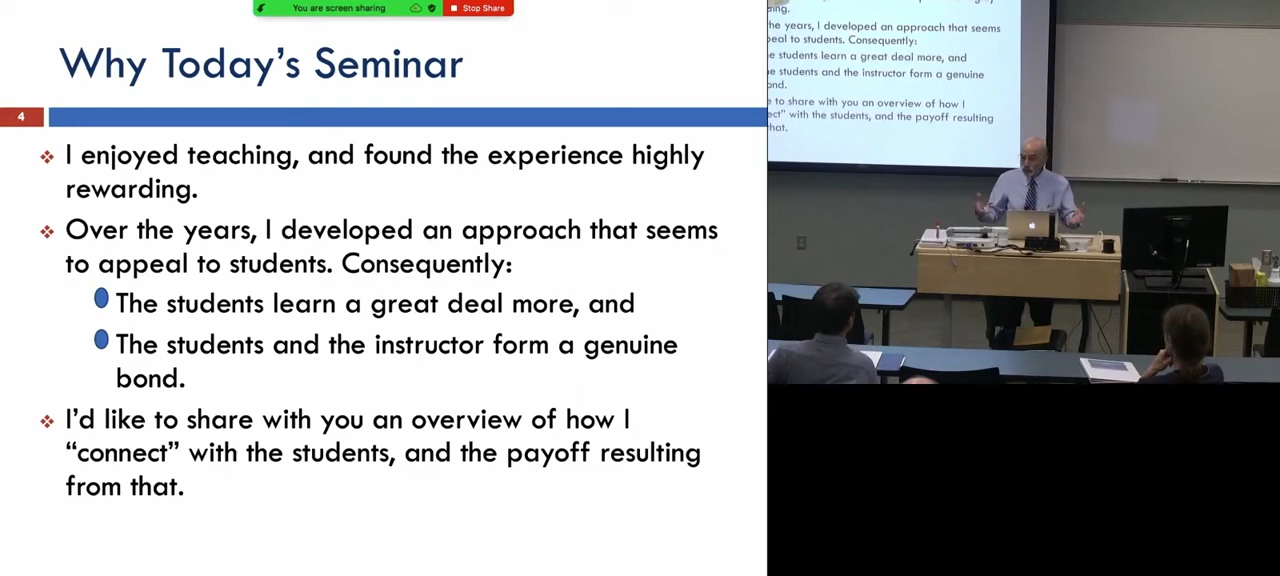 You are screen sharing
Stop Share
Why Today's Seminar
4
I enjoyed teaching, and found the experience highly
rewarding.
Over the years, I developed an approach that seems
to appeal to students. Consequently:
The students learn a great deal more, and
The students and the instructor form a genuine
bond.
I'd like to share with you an overview of how I
“connect” with the students, and the payoff resulting
from that.
he years, I developed an approach that seems
eal to students. Consequently:
e students learn a great deal more, and
e students and the instructor form a genuine
ond.
e to share with you an overview of how I
ect” with the students, and the payoff resulting
hat.